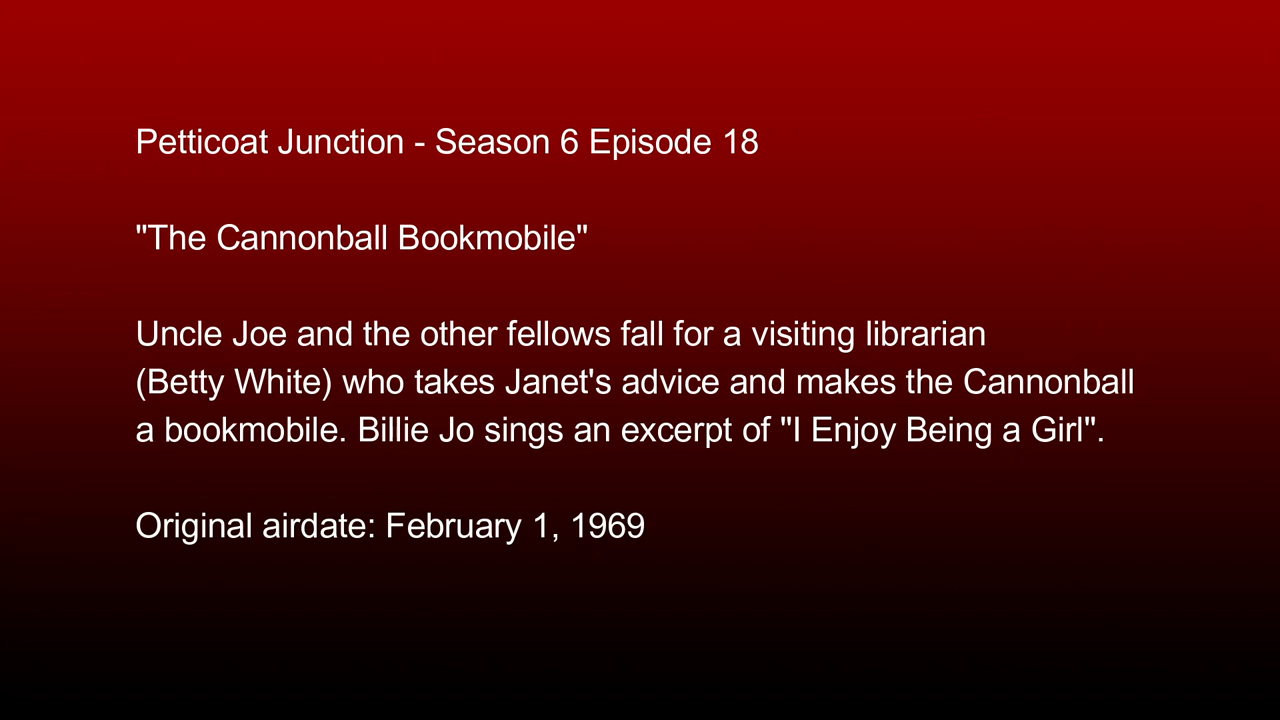 Petticoat Junction - Season 6 Episode 18
"The Cannonball Bookmobile"
Uncle Joe and the other fellows fall for a visiting librarian
(Betty White) who takes Janet's advice and makes the Cannonball
a bookmobile. Billie Jo sings an excerpt of "I Enjoy Being a Girl".
Original airdate: February 1, 1969